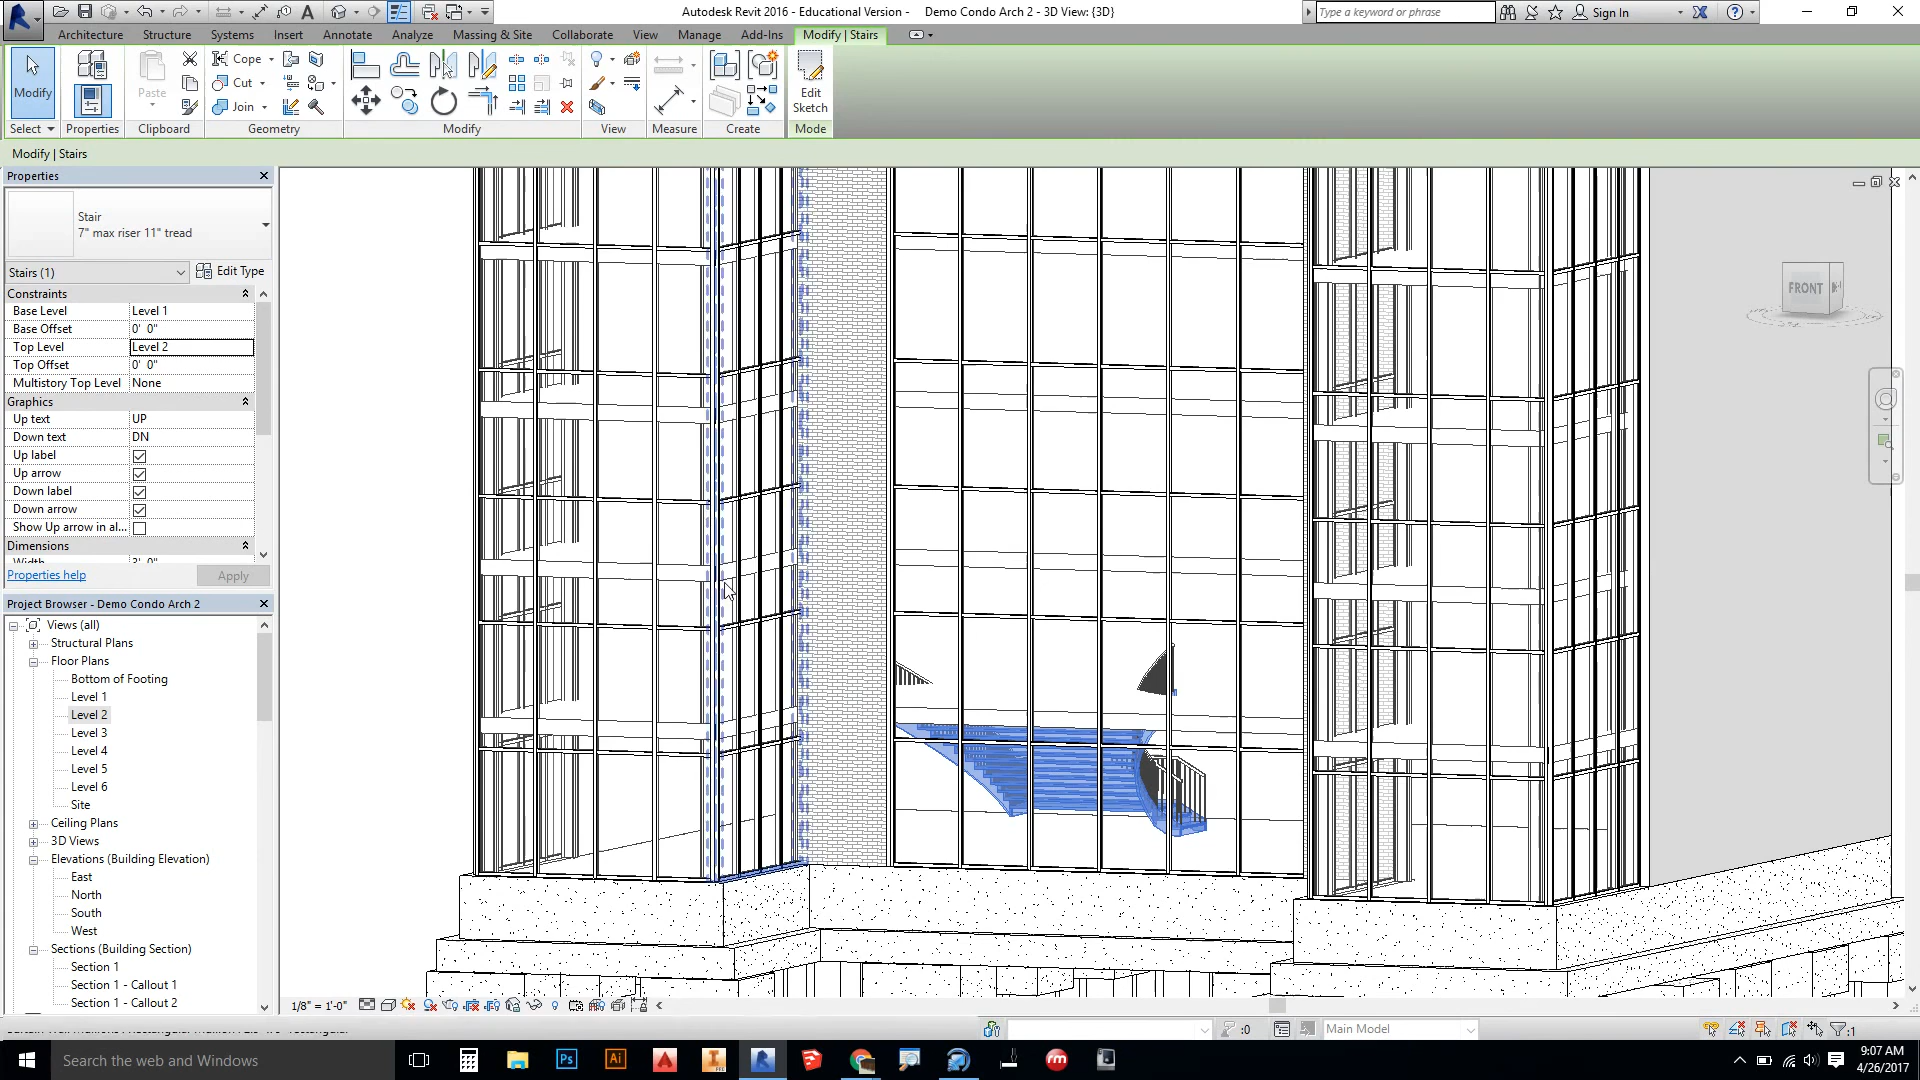 Autodesk Revit 2016 - Educational Version - Demo Condo Arch 2 - 3D View: {3D}
Type a keyword or phrase
Sign In
Architecture Structure Systems Insert Annotate Analyze Massing & Site Collaborate View Manage Add-Ins Modify | Stairs
Modify
Paste
Cope
Cut
Join
Edit
Sketch
Select Properties Clipboard Geometry Modify View Measure Create Mode
Modify | Stairs
Properties
Stair
7" max riser 11" tread
Stairs (1)
Edit Type
Constraints
Base Level Level 1
Base Offset 0' 0"
Top Level Level 2
Top Offset 0' 0"
Multistory Top Level None
Graphics
Up text UP
Down text DN
Up label
Up arrow
Down label
Down arrow
Show Up arrow in al...
Dimensions
Width 3' 0"
Properties help
Apply
Project Browser - Demo Condo Arch 2
Views (all)
Structural Plans
Floor Plans
Bottom of Footing
Level 1
Level 2
Level 3
Level 4
Level 5
Level 6
Site
Ceiling Plans
3D Views
Elevations (Building Elevation)
East
North
South
West
Sections (Building Section)
Section 1
Section 1 - Callout 1
Section 1 - Callout 2
FRONT
1/8" = 1'-0"
:0
Main Model
:1
Search the web and Windows
Ps
Ai
9:07 AM
4/26/2017